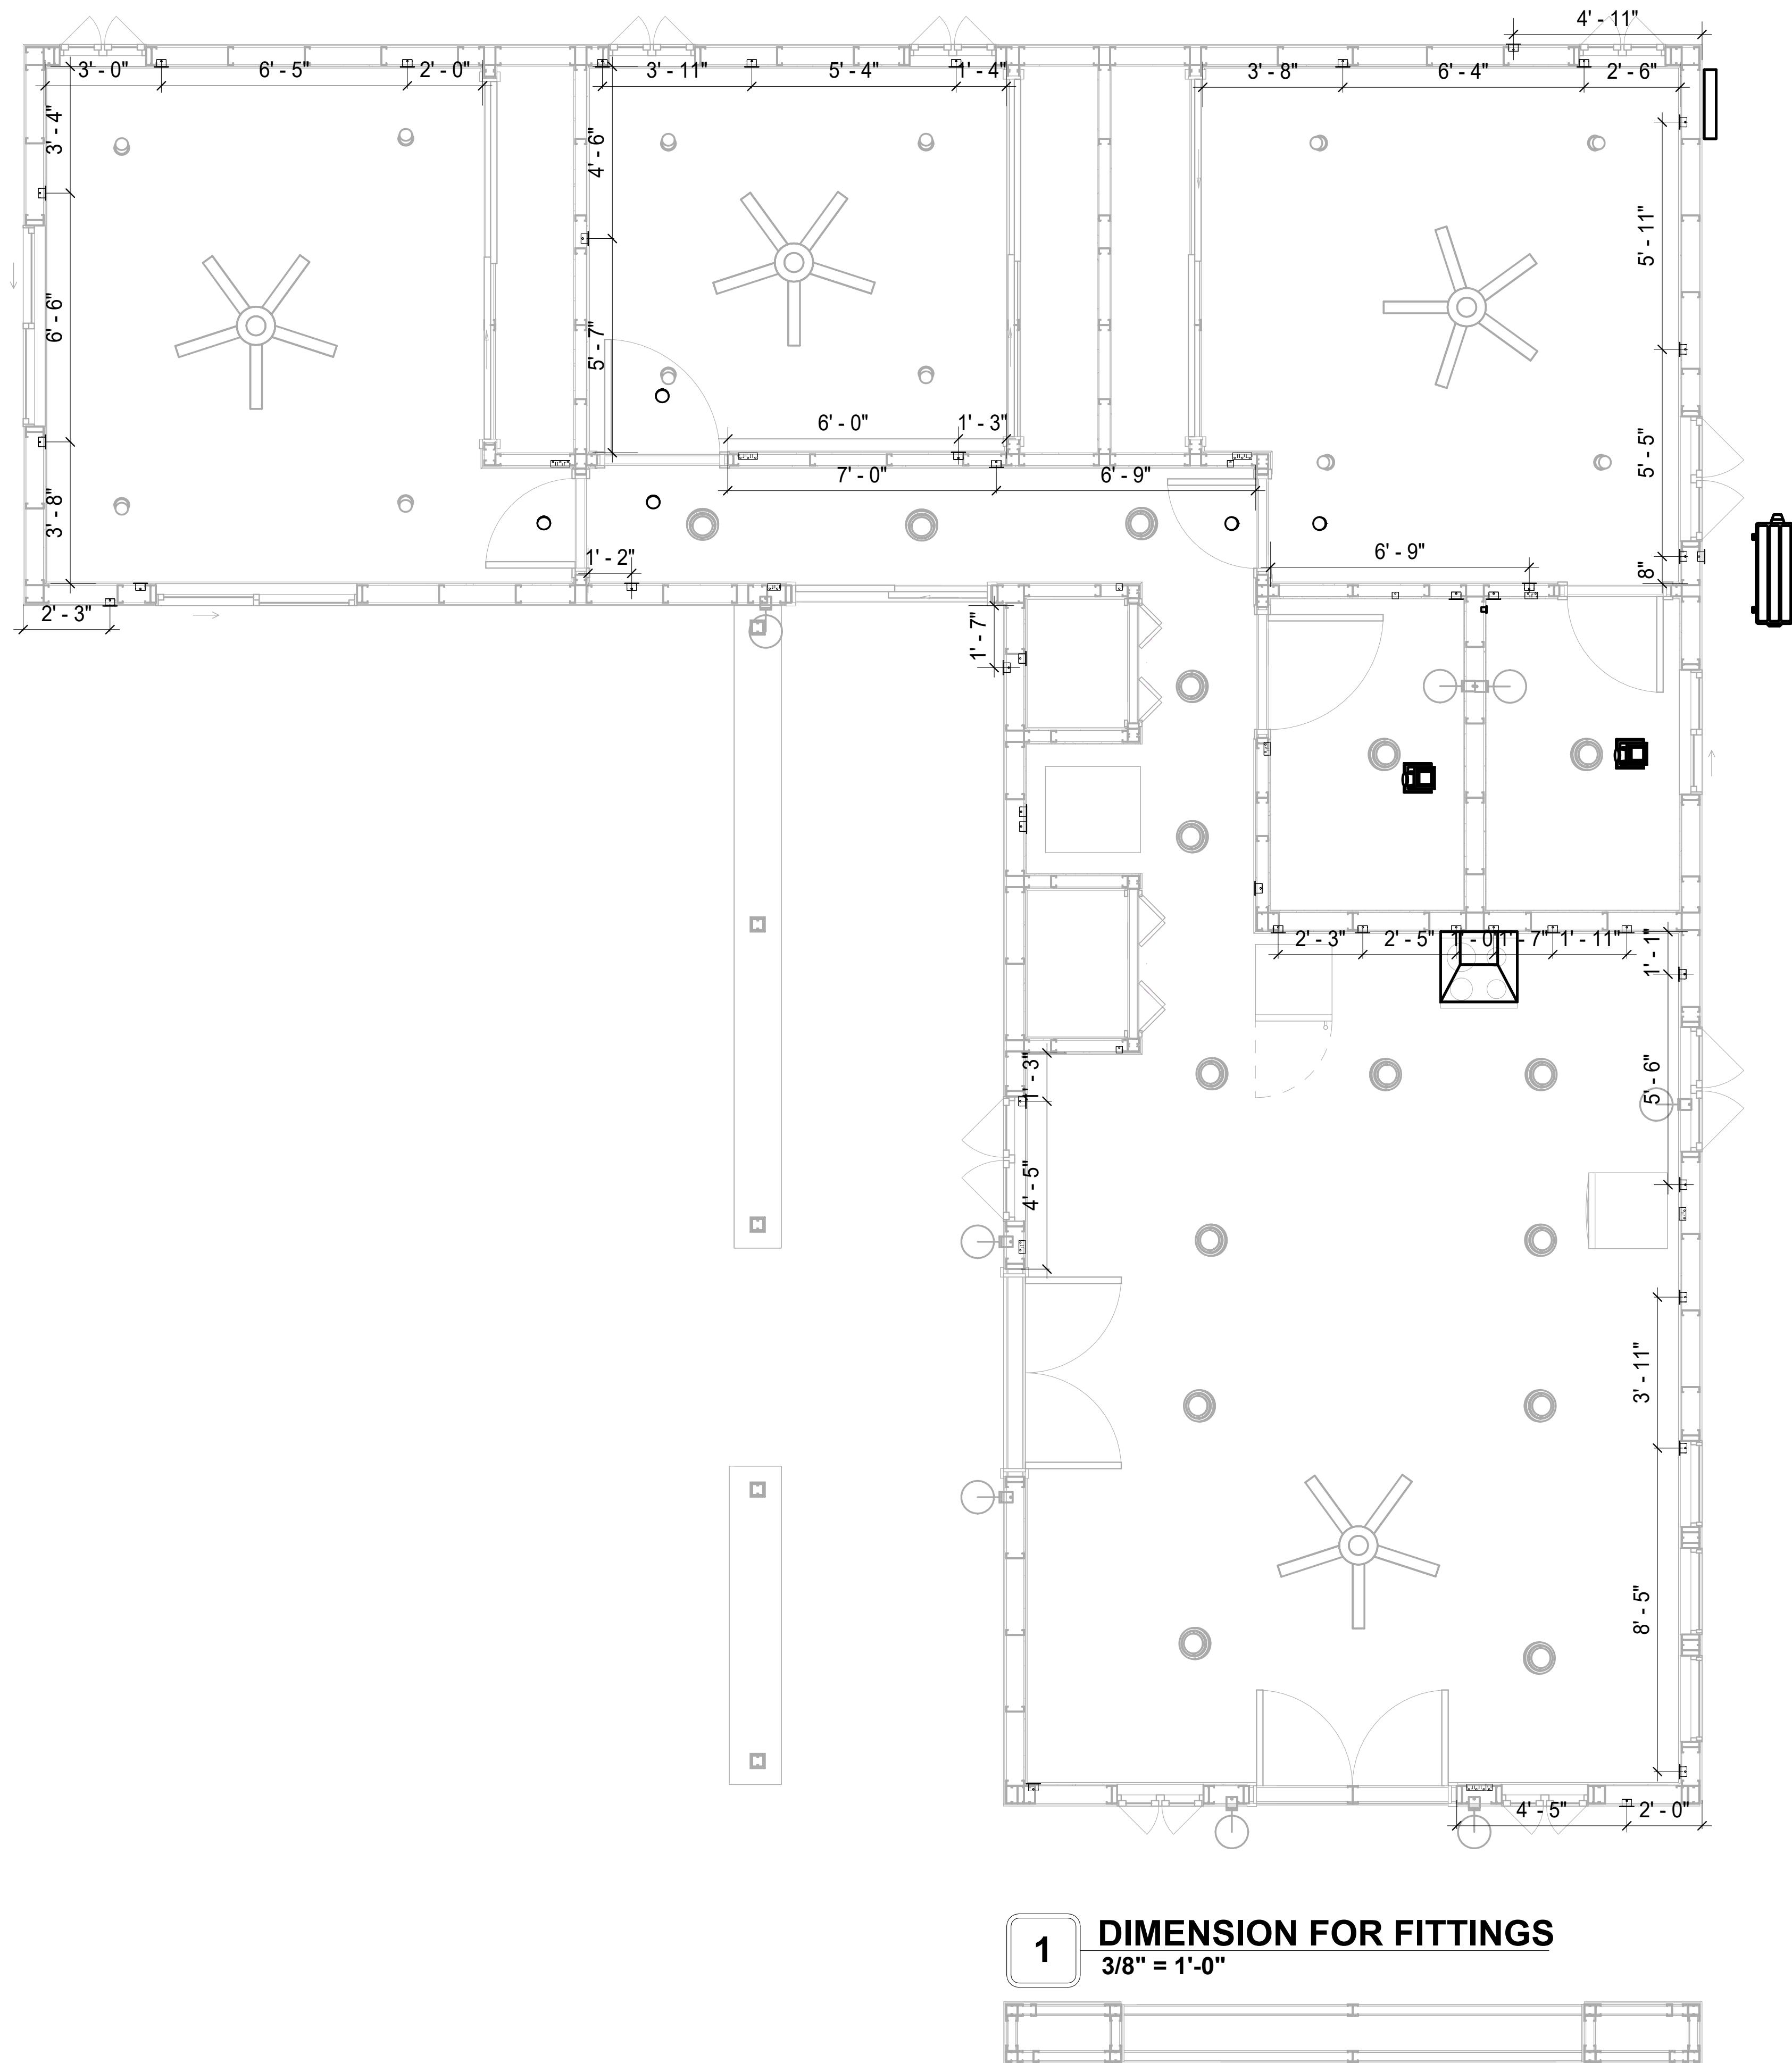 4' - 11"
3' - 0"
6' - 5"
2' - 0"
3' - 11"
5' - 4"
1' - 4"
3' - 8"
6' - 4"
2' - 6"
3' - 4"
4' - 6"
5' - 11"
6' - 6"
5' - 7"
6' - 0"
1' - 3"
5' - 5"
7' - 0"
6' - 9"
3' - 8"
1' - 2"
6' - 9"
8"
2' - 3"
1' - 7"
2' - 3"
2' - 5"
1' - 0"
1' - 7"
1' - 11"
1' - 1"
1' - 3"
5' - 6"
4' - 5"
3' - 11"
8' - 5"
4' - 5"
2' - 0"
1
DIMENSION FOR FITTINGS
3/8" = 1'-0"